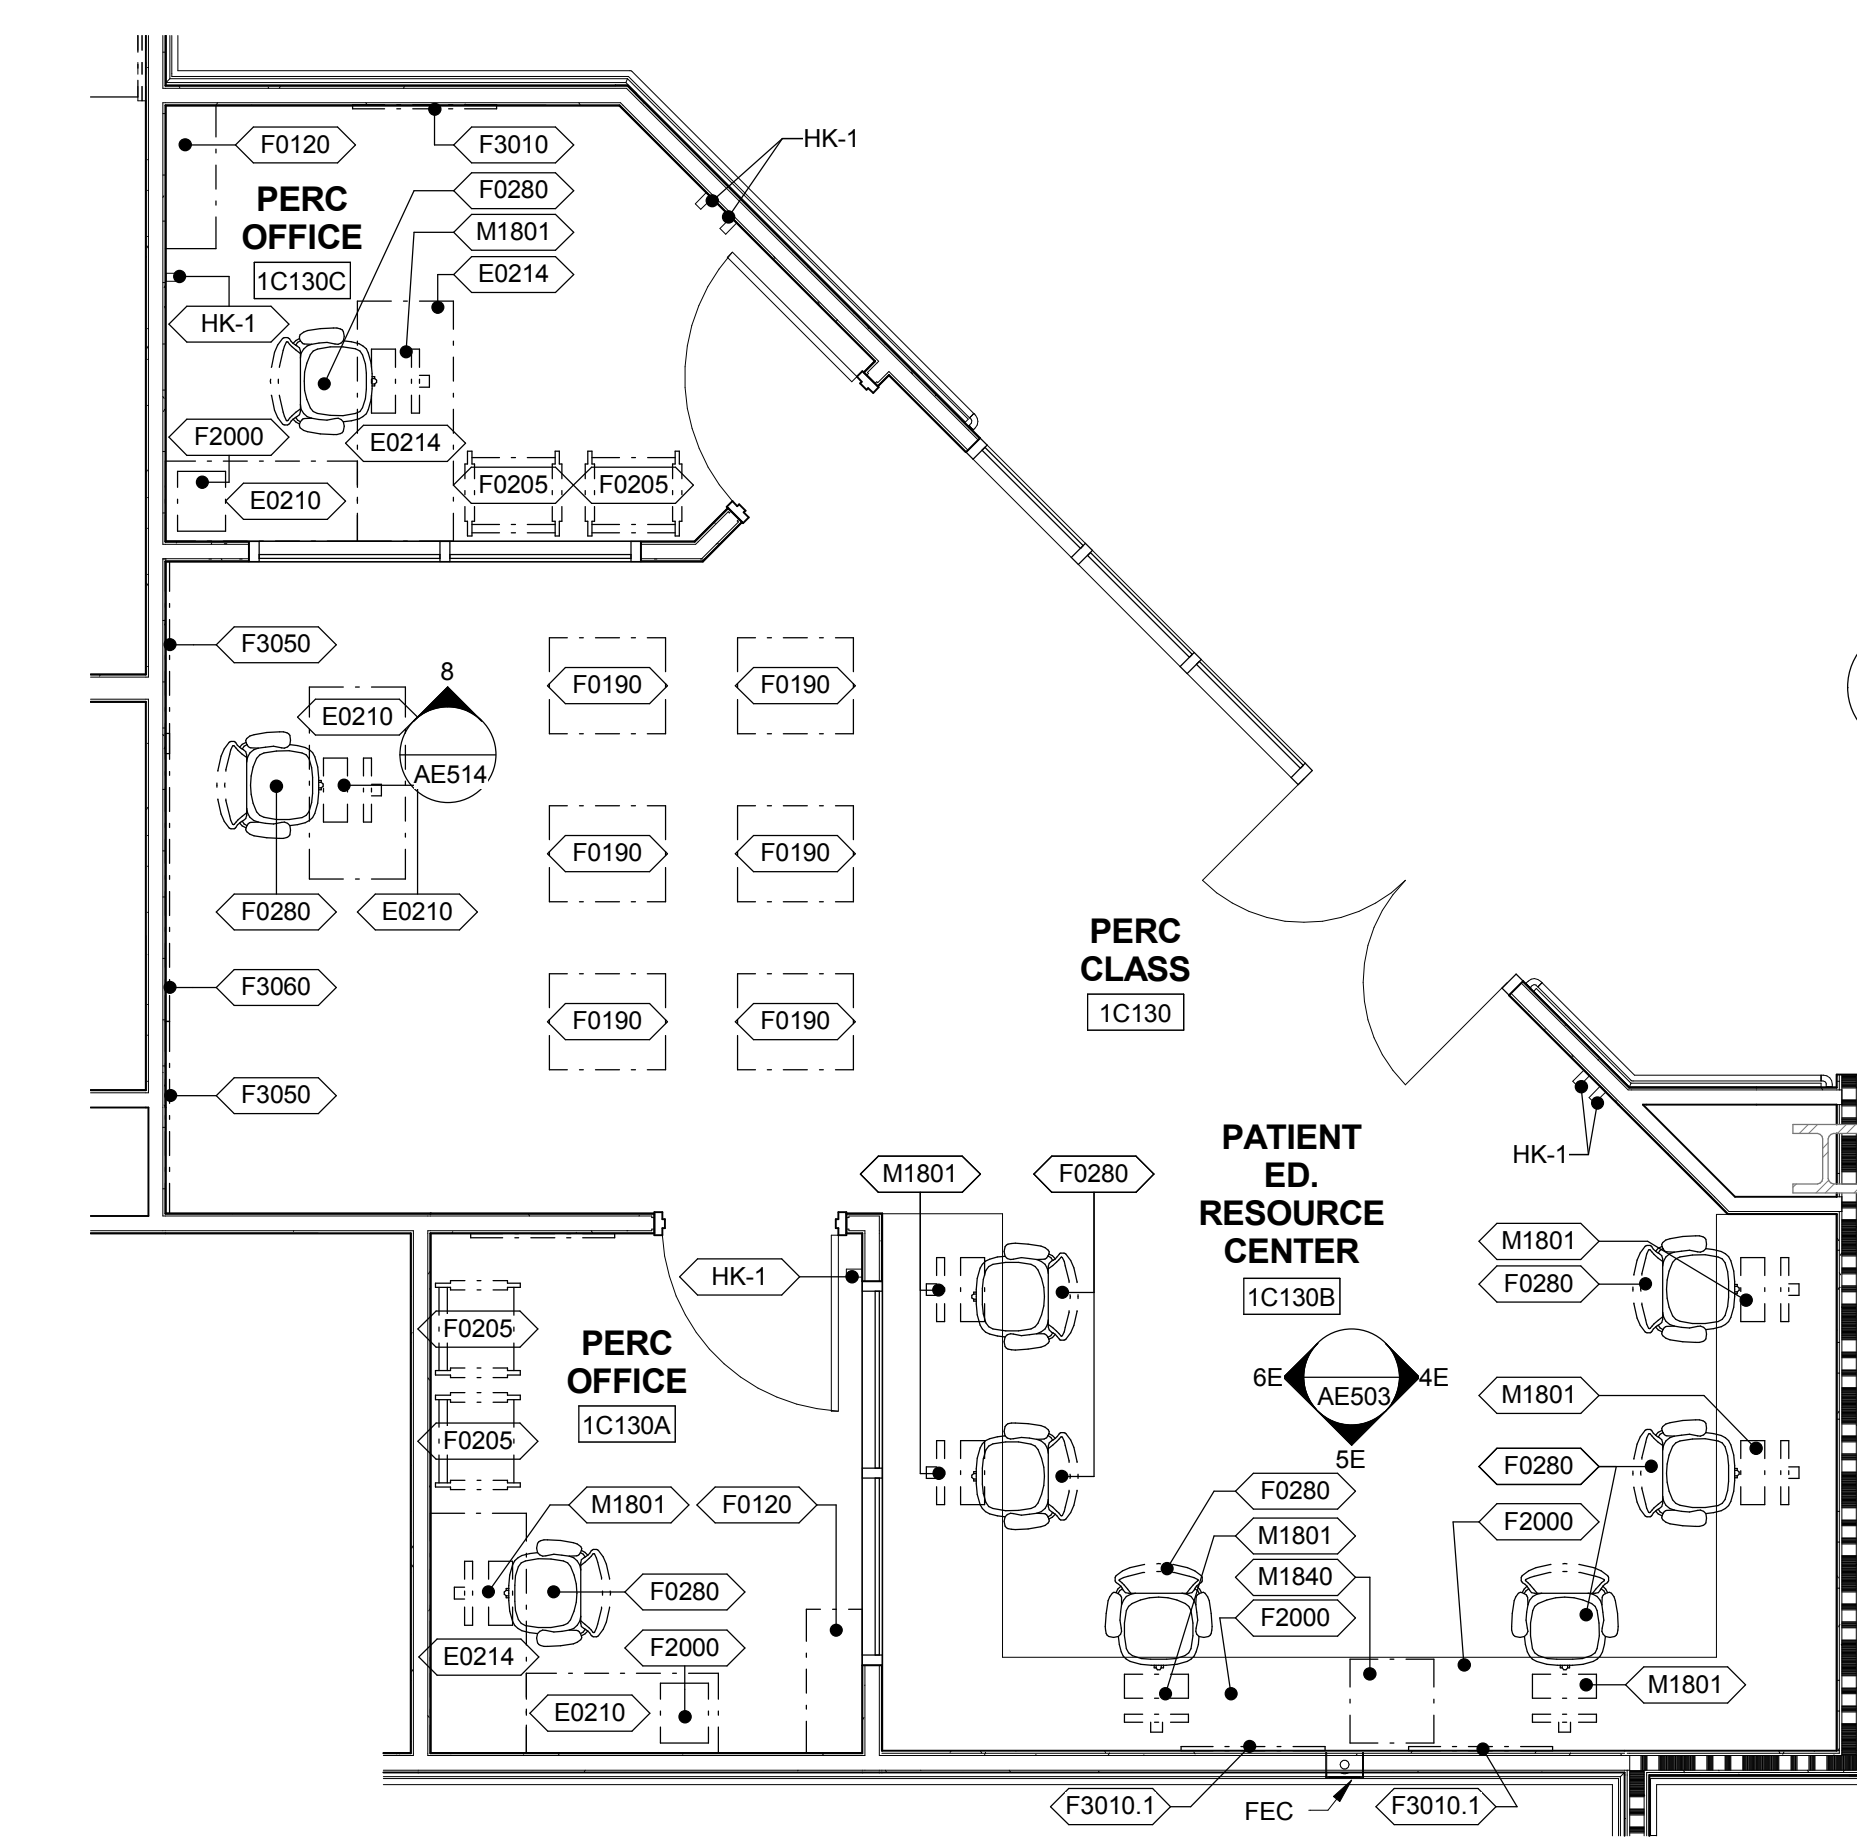 F0120
F3010
HK-1
PERC
OFFICE
1C130C
F0280
M1801
E0214
HK-1
F2000
E0214
E0210
F0205
F0205
F3050
8
E0210
AE514
F0190
F0190
F0190
F0190
F0280
E0210
F3060
F0190
F0190
F3050
PERC
CLASS
1C130
HK-1
M1801
F0280
PATIENT
ED.
RESOURCE
CENTER
1C130B
M1801
F0280
HK-1
F0205
PERC
OFFICE
1C130A
F0205
6E
AE503
4E
5E
M1801
F0280
F2000
M1801
F0120
F0280
M1801
M1840
F2000
F0280
E0214
F2000
E0210
M1801
F3010.1
FEC
F3010.1